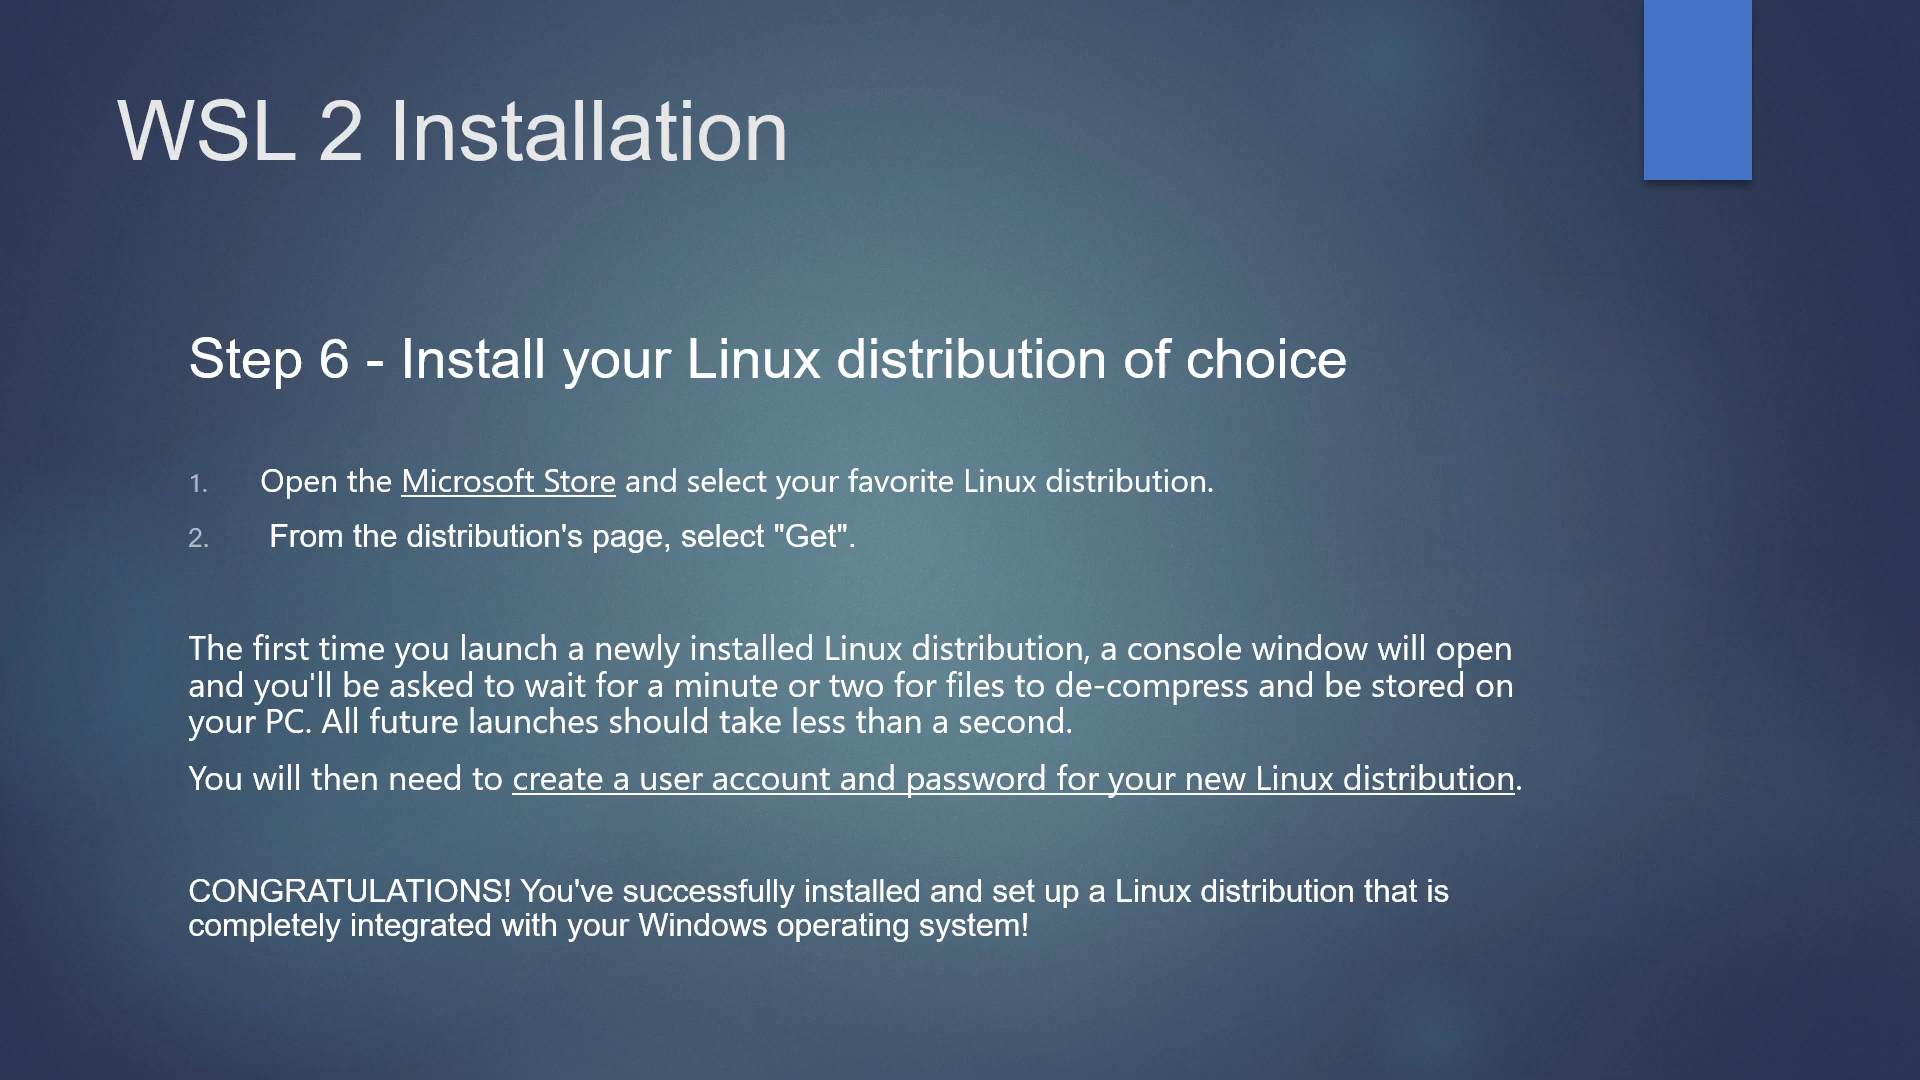 WSL 2 Installation
Step 6 - Install your Linux distribution of choice
1. Open the Microsoft Store and select your favorite Linux distribution.
2. From the distribution's page, select "Get".
The first time you launch a newly installed Linux distribution, a console window will open
and you'll be asked to wait for a minute or two for files to de-compress and be stored on
your PC. All future launches should take less than a second.
You will then need to create a user account and password for your new Linux distribution.
CONGRATULATIONS! You've successfully installed and set up a Linux distribution that is
completely integrated with your Windows operating system!